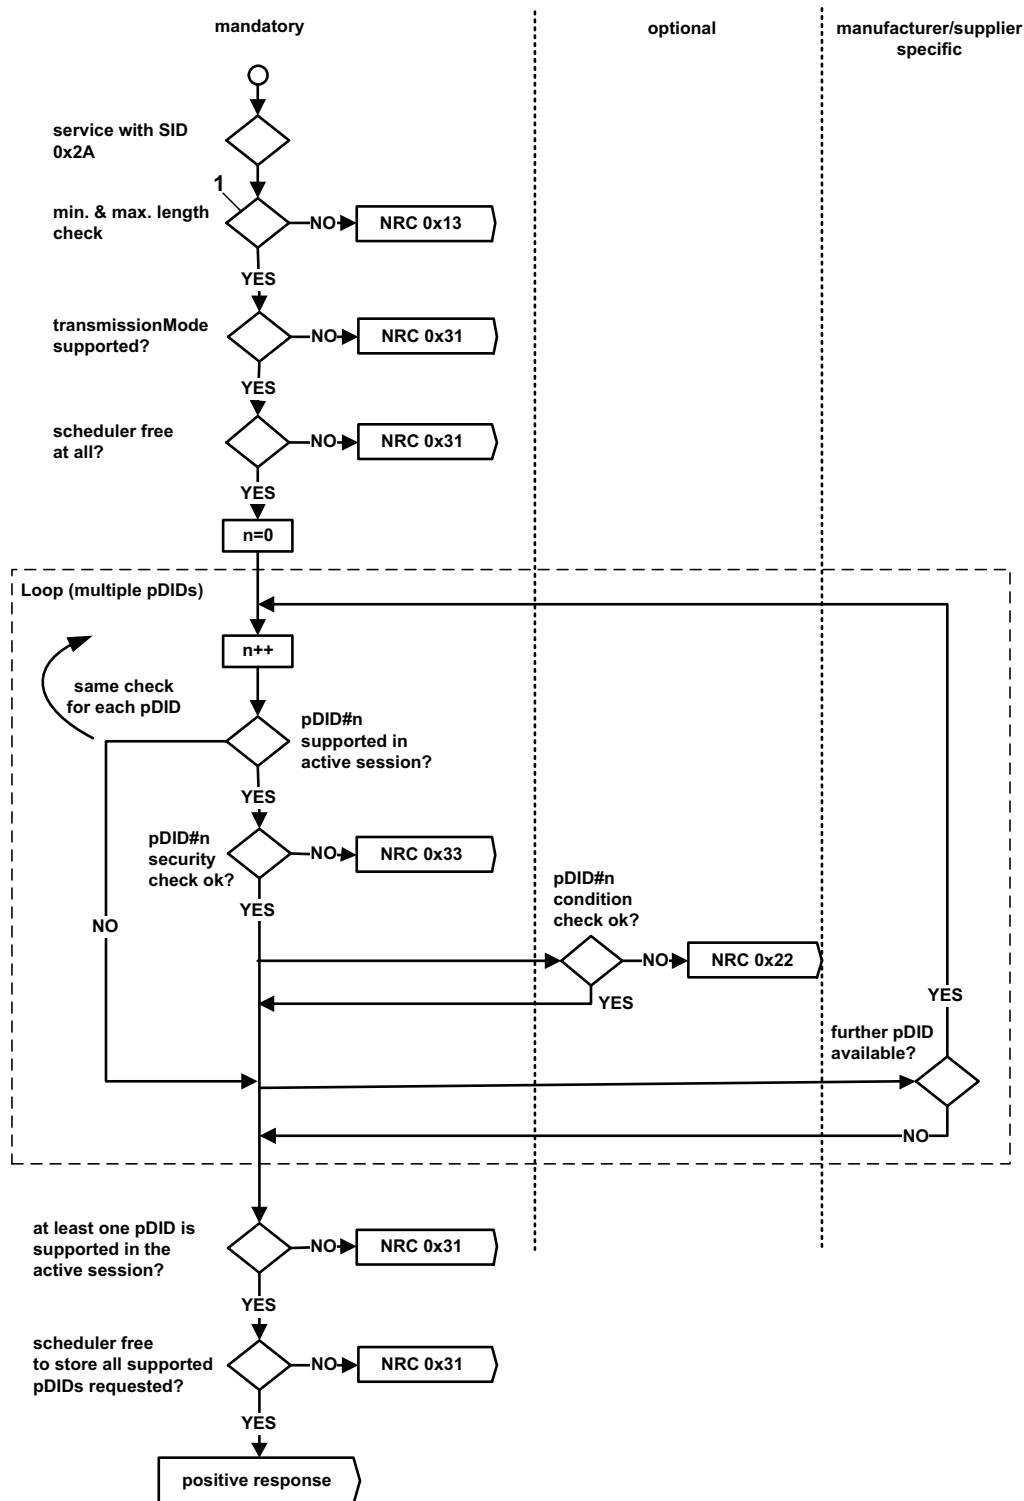 mandatory
optional
manufacturer/supplier
specific
service with SID
0x2A
1
min. & max. length
check
NO
NRC 0x13
YES
transmissionMode
supported?
NO
NRC 0x31
YES
scheduler free
at all?
NO
NRC 0x31
YES
n=0
Loop (multiple pDIDs)
n++
same check
for each pDID
pDID#n
supported in
active session?
YES
pDID#n
security
check ok?
NO
NRC 0x33
YES
NO
pDID#n
condition
check ok?
NO
NRC 0x22
YES
YES
further pDID
available?
NO
at least one pDID is
supported in the
active session?
NO
NRC 0x31
YES
scheduler free
to store all supported
pDIDs requested?
NO
NRC 0x31
YES
positive response